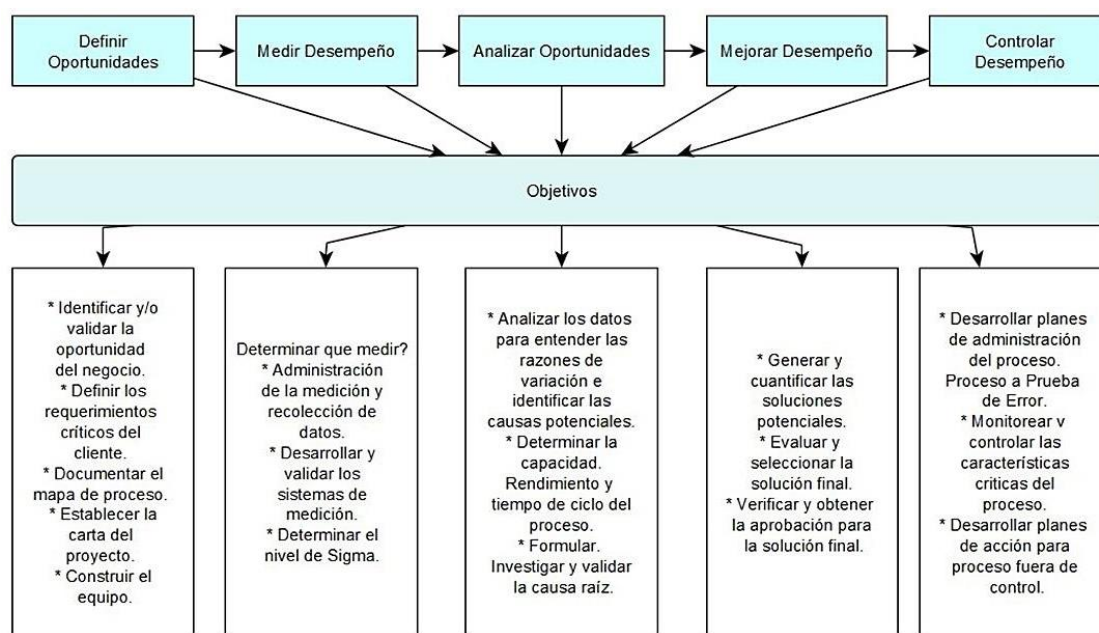 Definir
Oportunidades
Medir Desempeño
Analizar Oportunidades
Mejorar Desempeño
Controlar
Desempeño
Objetivos
* Identificar y/o
validar la
oportunidad
del negocio.
* Definir los
requerimientos
críticos del
cliente.
* Documentar el
mapa de proceso.
* Establecer la
carta del
proyecto.
* Construir el
equipo.
Determinar que medir?
* Administración
de la medición y
recolección de
datos.
* Desarrollar y
validar los
sistemas de
medición.
* Determinar el
nivel de Sigma.
* Analizar los datos
para entender las
razones de
variación e
identificar las
causas potenciales.
* Determinar la
capacidad.
Rendimiento y
tiempo de ciclo del
proceso.
* Formular.
Investigar y validar
la causa raíz.
* Generar y
cuantificar las
soluciones
potenciales.
* Evaluar y
seleccionar la
solución final.
* Verificar y obtener
la aprobación para
la solución final.
* Desarrollar planes
de administración
del proceso.
Proceso a Prueba
de Error.
* Monitorear v
controlar las
características
criticas del
proceso.
* Desarrollar planes
de acción para
proceso fuera de
control.